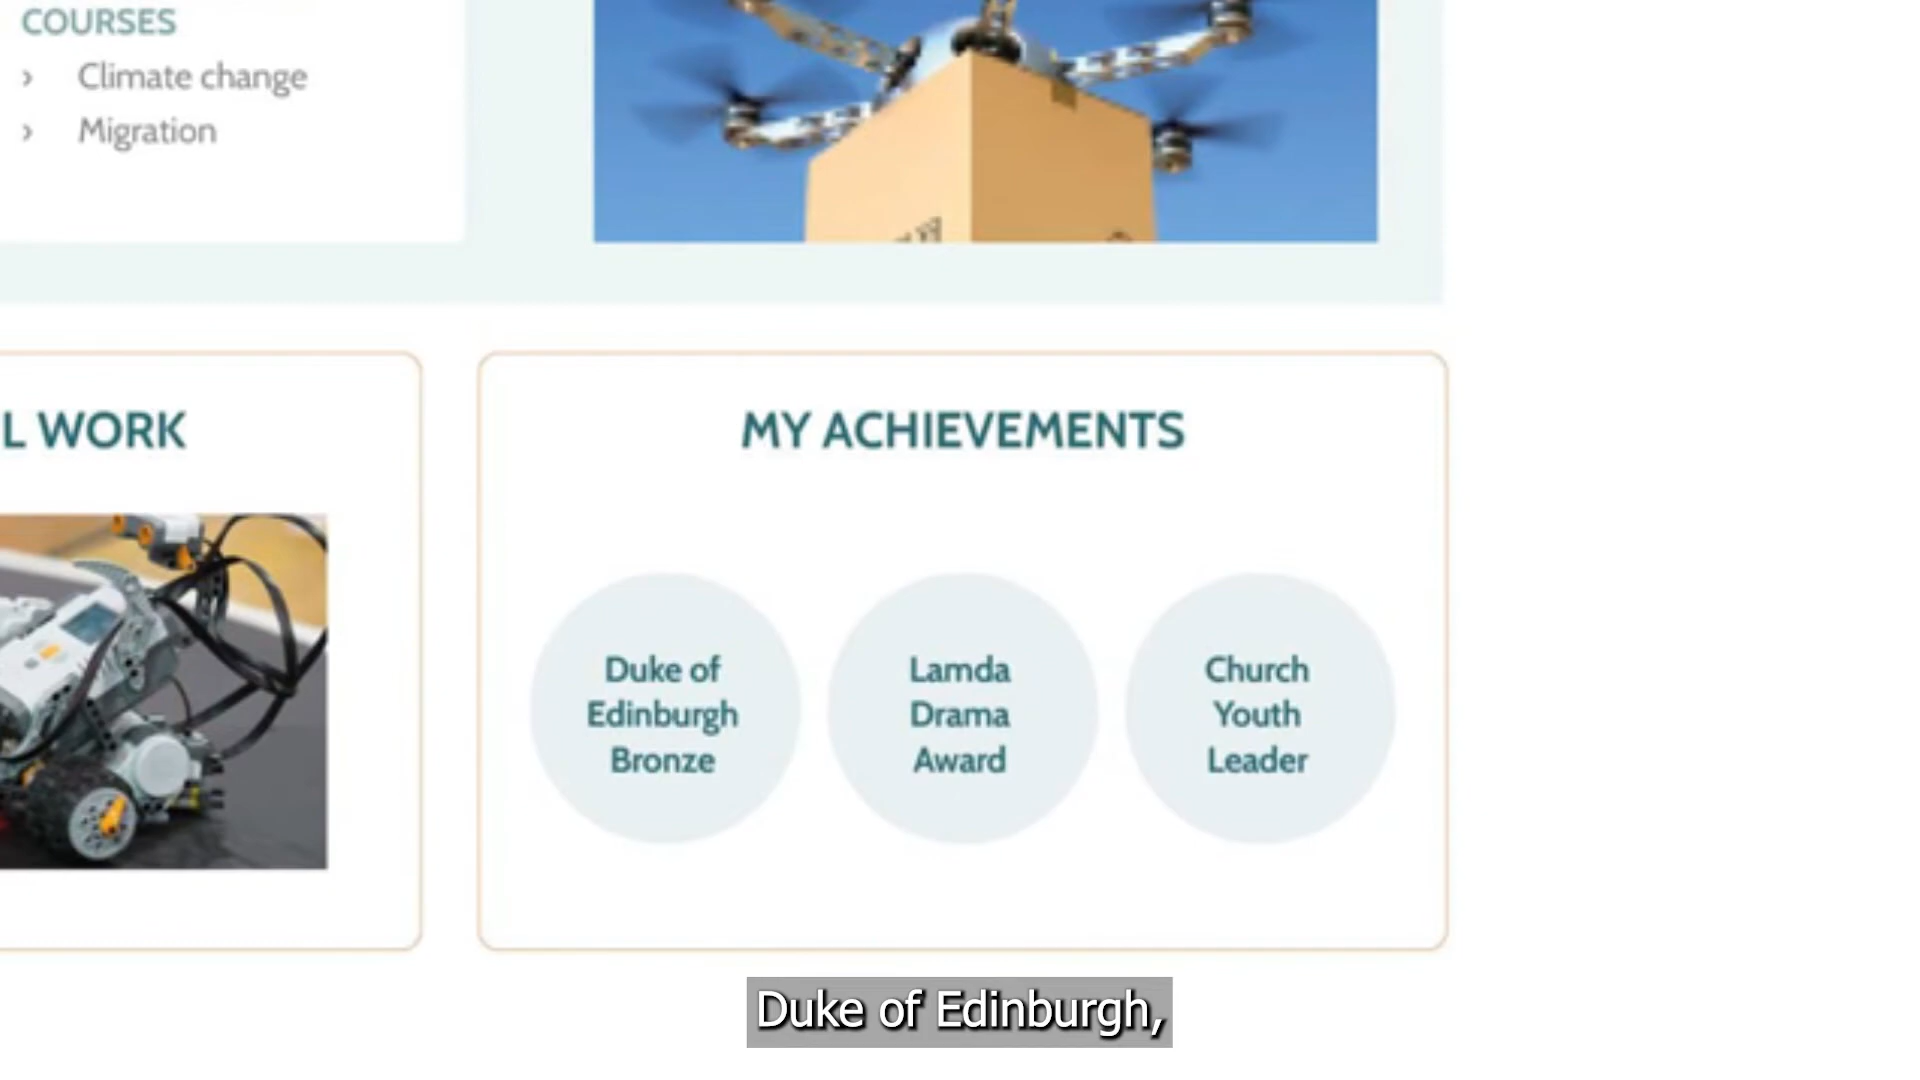 COURSES
› Climate change
› Migration
L WORK
MY ACHIEVEMENTS
Duke of
Edinburgh
Bronze
Lamda
Drama
Award
Church
Youth
Leader
Duke of Edinburgh,